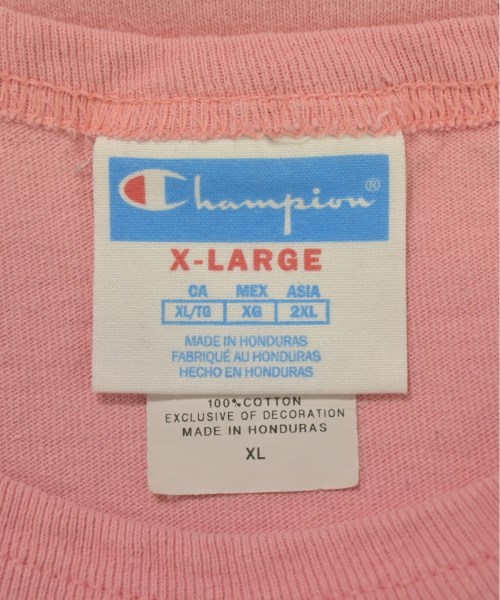 Champion®
X-LARGE
CA MEX ASIA
XL/TG XG 2XL
MADE IN HONDURAS
FABRIQUÉ AU HONDURAS
HECHO EN HONDURAS
100%COTTON
EXCLUSIVE OF DECORATION
MADE IN HONDURAS
XL